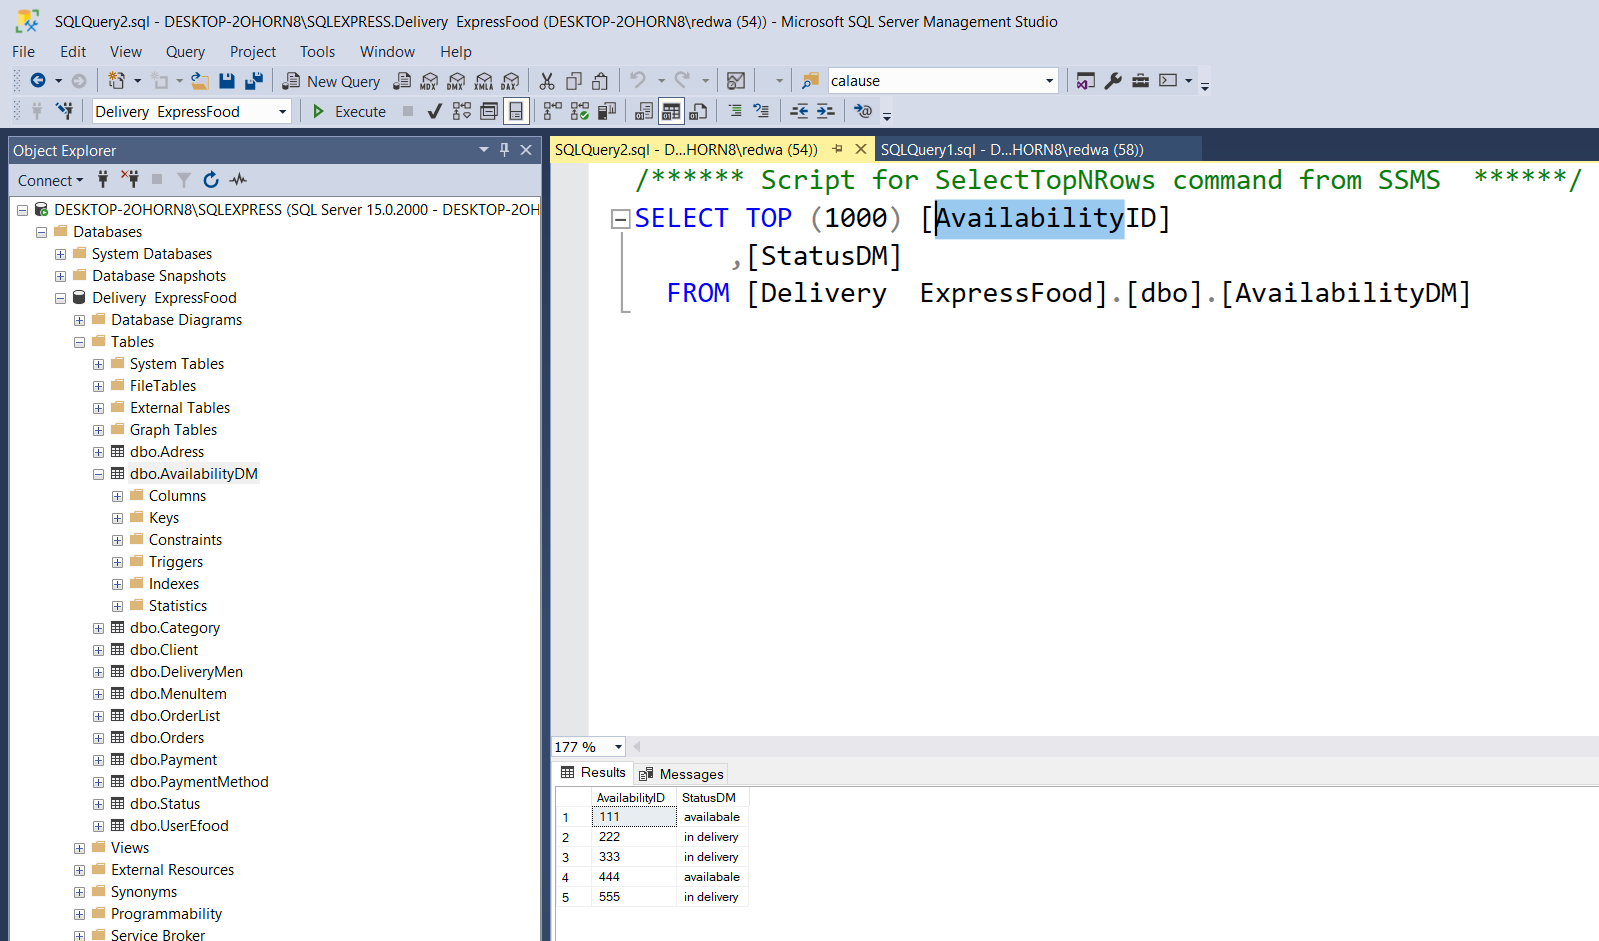 SQLQuery2.sql - DESKTOP-2OHORN8\SQLEXPRESS.Delivery  ExpressFood (DESKTOP-2OHORN8\redwa (54)) - Microsoft SQL Server Management Studio
File Edit View Query Project Tools Window Help
New Query MDX DMX XMLA DAX calause
Delivery  ExpressFood Execute
Object Explorer
Connect
DESKTOP-2OHORN8\SQLEXPRESS (SQL Server 15.0.2000 - DESKTOP-2OH
Databases
System Databases
Database Snapshots
Delivery  ExpressFood
Database Diagrams
Tables
System Tables
FileTables
External Tables
Graph Tables
dbo.Adress
dbo.AvailabilityDM
Columns
Keys
Constraints
Triggers
Indexes
Statistics
dbo.Category
dbo.Client
dbo.DeliveryMen
dbo.MenuItem
dbo.OrderList
dbo.Orders
dbo.Payment
dbo.PaymentMethod
dbo.Status
dbo.UserEfood
Views
External Resources
Synonyms
Programmability
Service Broker
SQLQuery2.sql - D...HORN8\redwa (54)) SQLQuery1.sql - D...HORN8\redwa (58))
/****** Script for SelectTopNRows command from SSMS  ******/
SELECT TOP (1000) [AvailabilityID]
,[StatusDM]
FROM [Delivery  ExpressFood].[dbo].[AvailabilityDM]
177 %
Results Messages
AvailabilityID StatusDM
1 111 availabale
2 222 in delivery
3 333 in delivery
4 444 availabale
5 555 in delivery